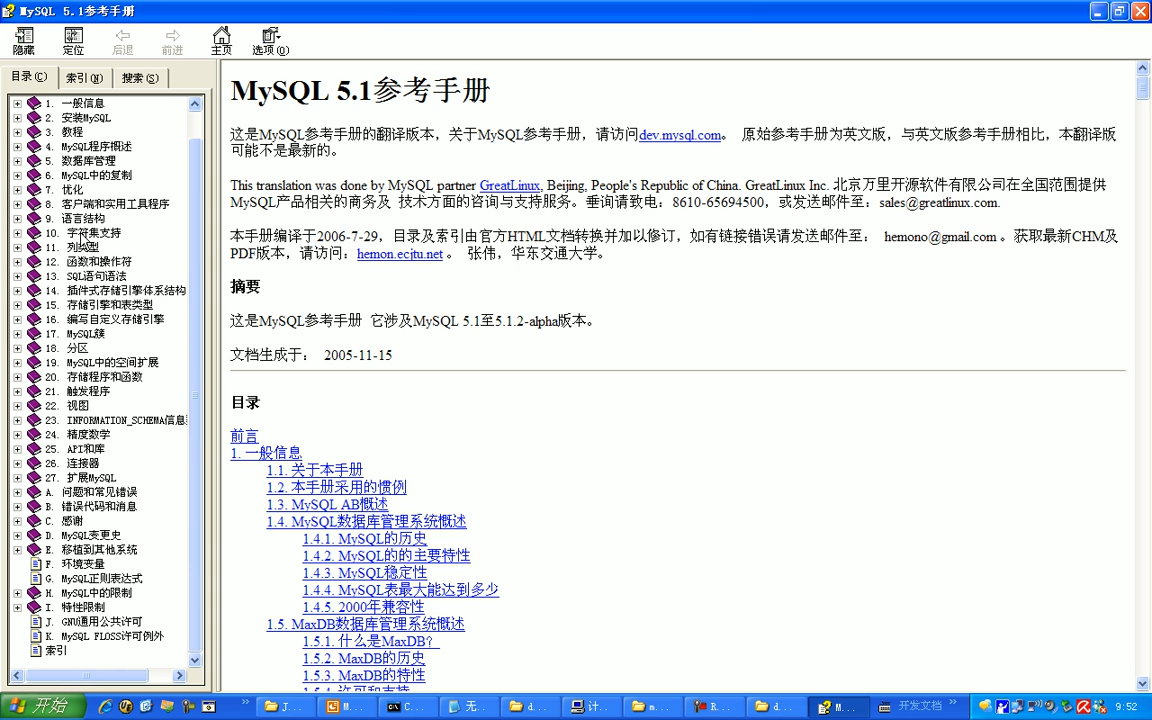 MySQL 5.1参考手册
隐藏 定位 后退 前进 主页 选项(O)
目录(C) 索引(N) 搜索(S)
1. 一般信息
2. 安装MySQL
3. 教程
4. MySQL程序概述
5. 数据库管理
6. MySQL中的复制
7. 优化
8. 客户端和实用工具程序
9. 语言结构
10. 字符集支持
11. 列类型
12. 函数和操作符
13. SQL语句语法
14. 插件式存储引擎体系结构
15. 存储引擎和表类型
16. 编写自定义存储引擎
17. MySQL簇
18. 分区
19. MySQL中的空间扩展
20. 存储程序和函数
21. 触发程序
22. 视图
23. INFORMATION_SCHEMA信息
24. 精度数学
25. API和库
26. 连接器
27. 扩展MySQL
A. 问题和常见错误
B. 错误代码和消息
C. 感谢
D. MySQL变更史
E. 移植到其他系统
F. 环境变量
G. MySQL正则表达式
H. MySQL中的限制
I. 特性限制
J. GNU通用公共许可
K. MySQL FLOSS许可例外
索引
MySQL 5.1参考手册
这是MySQL参考手册的翻译版本，关于MySQL参考手册，请访问dev.mysql.com。 原始参考手册为英文版，与英文版参考手册相比，本翻译版
可能不是最新的。
This translation was done by MySQL partner GreatLinux, Beijing, People's Republic of China. GreatLinux Inc. 北京万里开源软件有限公司在全国范围提供
MySQL产品相关的商务及 技术方面的咨询与支持服务。垂询请致电：8610-65694500，或发送邮件至：sales@greatlinux.com.
本手册编译于2006-7-29，目录及索引由官方HTML文档转换并加以修订，如有链接错误请发送邮件至： hemono@gmail.com 。获取最新CHM及
PDF版本，请访问：hemon.ecjtu.net 。 张伟，华东交通大学。
摘要
这是MySQL参考手册 它涉及MySQL 5.1至5.1.2-alpha版本。
文档生成于： 2005-11-15
目录
前言
1. 一般信息
1.1. 关于本手册
1.2. 本手册采用的惯例
1.3. MySQL AB概述
1.4. MySQL数据库管理系统概述
1.4.1. MySQL的历史
1.4.2. MySQL的的主要特性
1.4.3. MySQL稳定性
1.4.4. MySQL表最大能达到多少
1.4.5. 2000年兼容性
1.5. MaxDB数据库管理系统概述
1.5.1. 什么是MaxDB？
1.5.2. MaxDB的历史
1.5.3. MaxDB的特性
1.5.4. 许可和支持
开始 » J... M... C... 无... d... 计... m... R... d... M... 开发文档 » 9:52